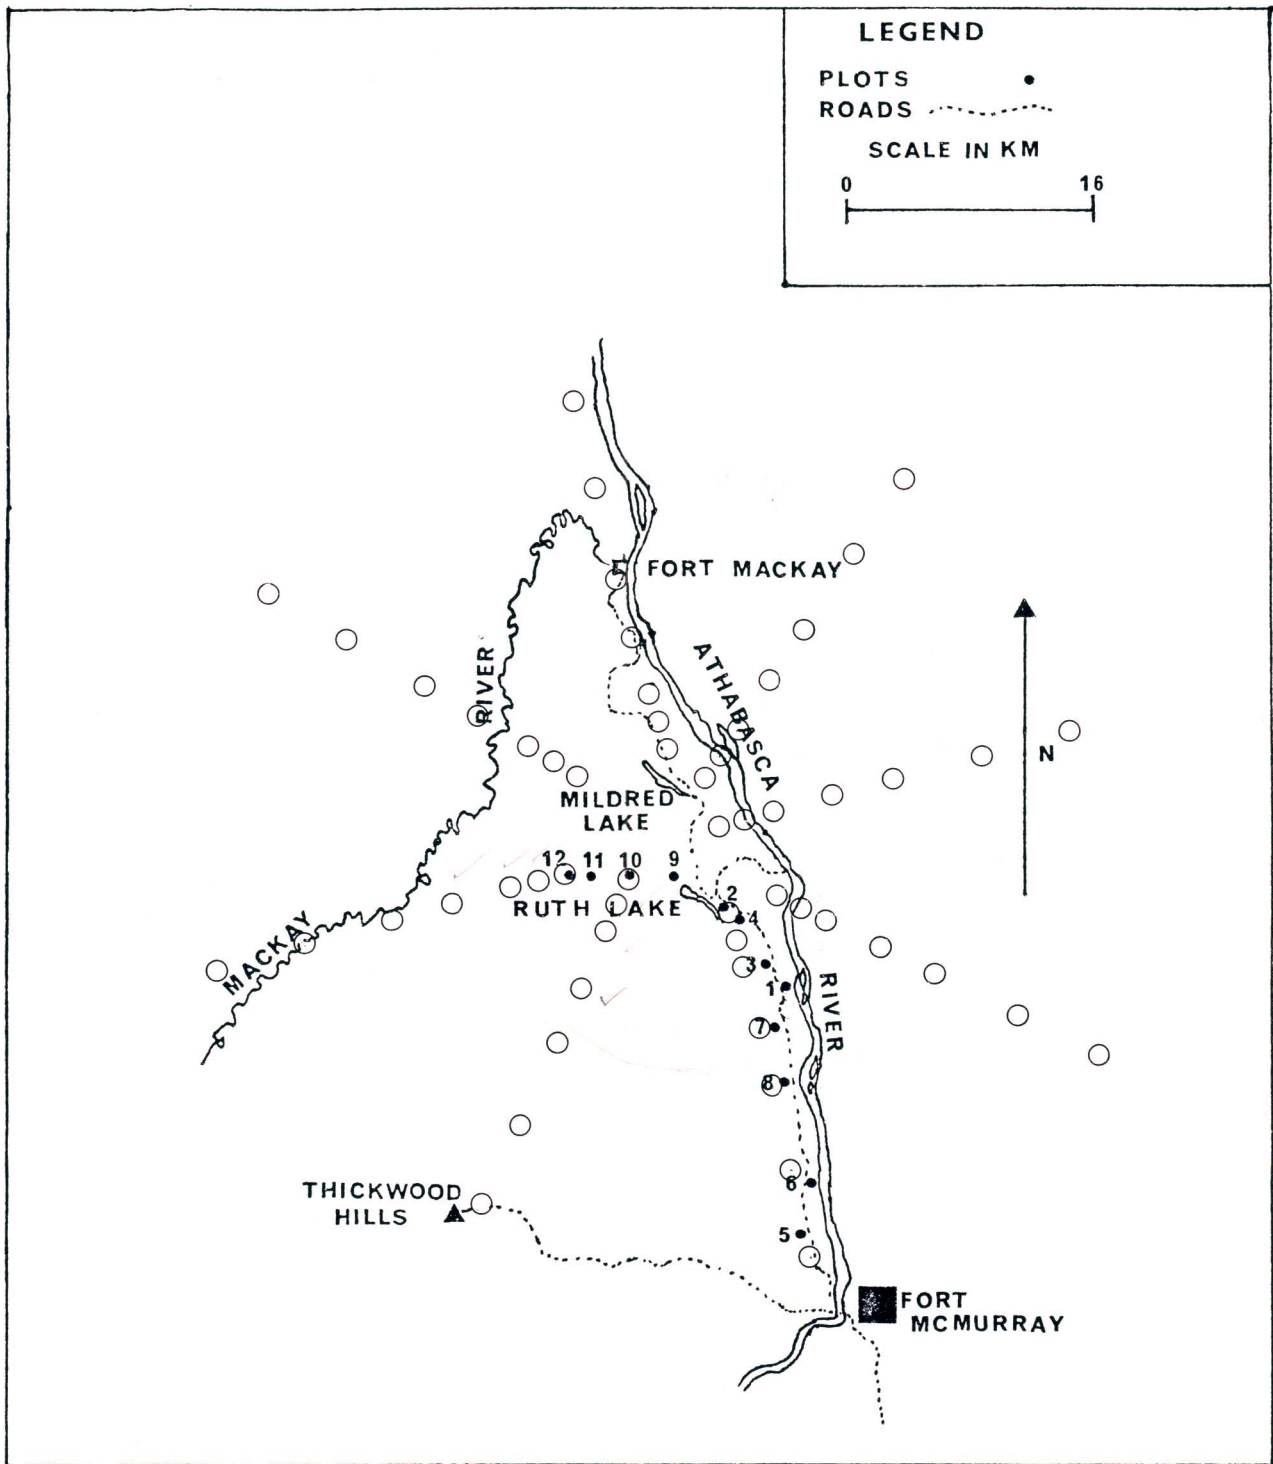 LEGEND
PLOTS
ROADS
SCALE IN KM
0 16
FORT MACKAY
RIVER
ATHABASCA
N
MILDRED
LAKE
12 11 10 9
RUTH LAKE
2
4
MACKAY
3
1
RIVER
7
8
6
THICKWOOD
HILLS
5
FORT
MCMURRAY